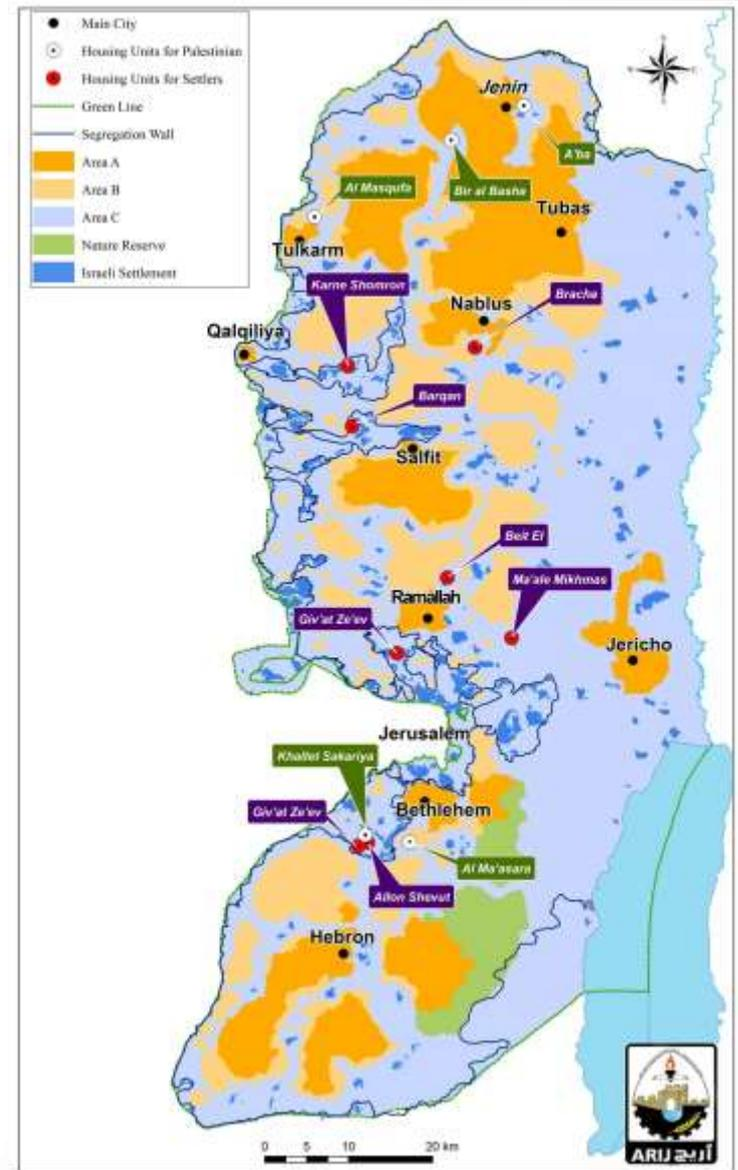 Main City
Housing Units for Palestinian
Housing Units for Settlers
Green Line
Segregation Wall
Area A
Area B
Area C
Nature Reserve
Israeli Settlement
Jenin
A'ba
Bir al Basha
Al Masqufa
Tubas
Tulkarm
Karne Shomron
Nablus
Bracha
Qalqiliya
Barqan
Salfit
Beit El
Ma'ale Mikhmas
Ramallah
Giv'at Ze'ev
Jericho
Jerusalem
Khallet Sakariya
Bethlehem
Giv'at Ze'ev
Al Ma'asara
Allon Shevut
Hebron
0 5 10 20 km
ARIJ أريج